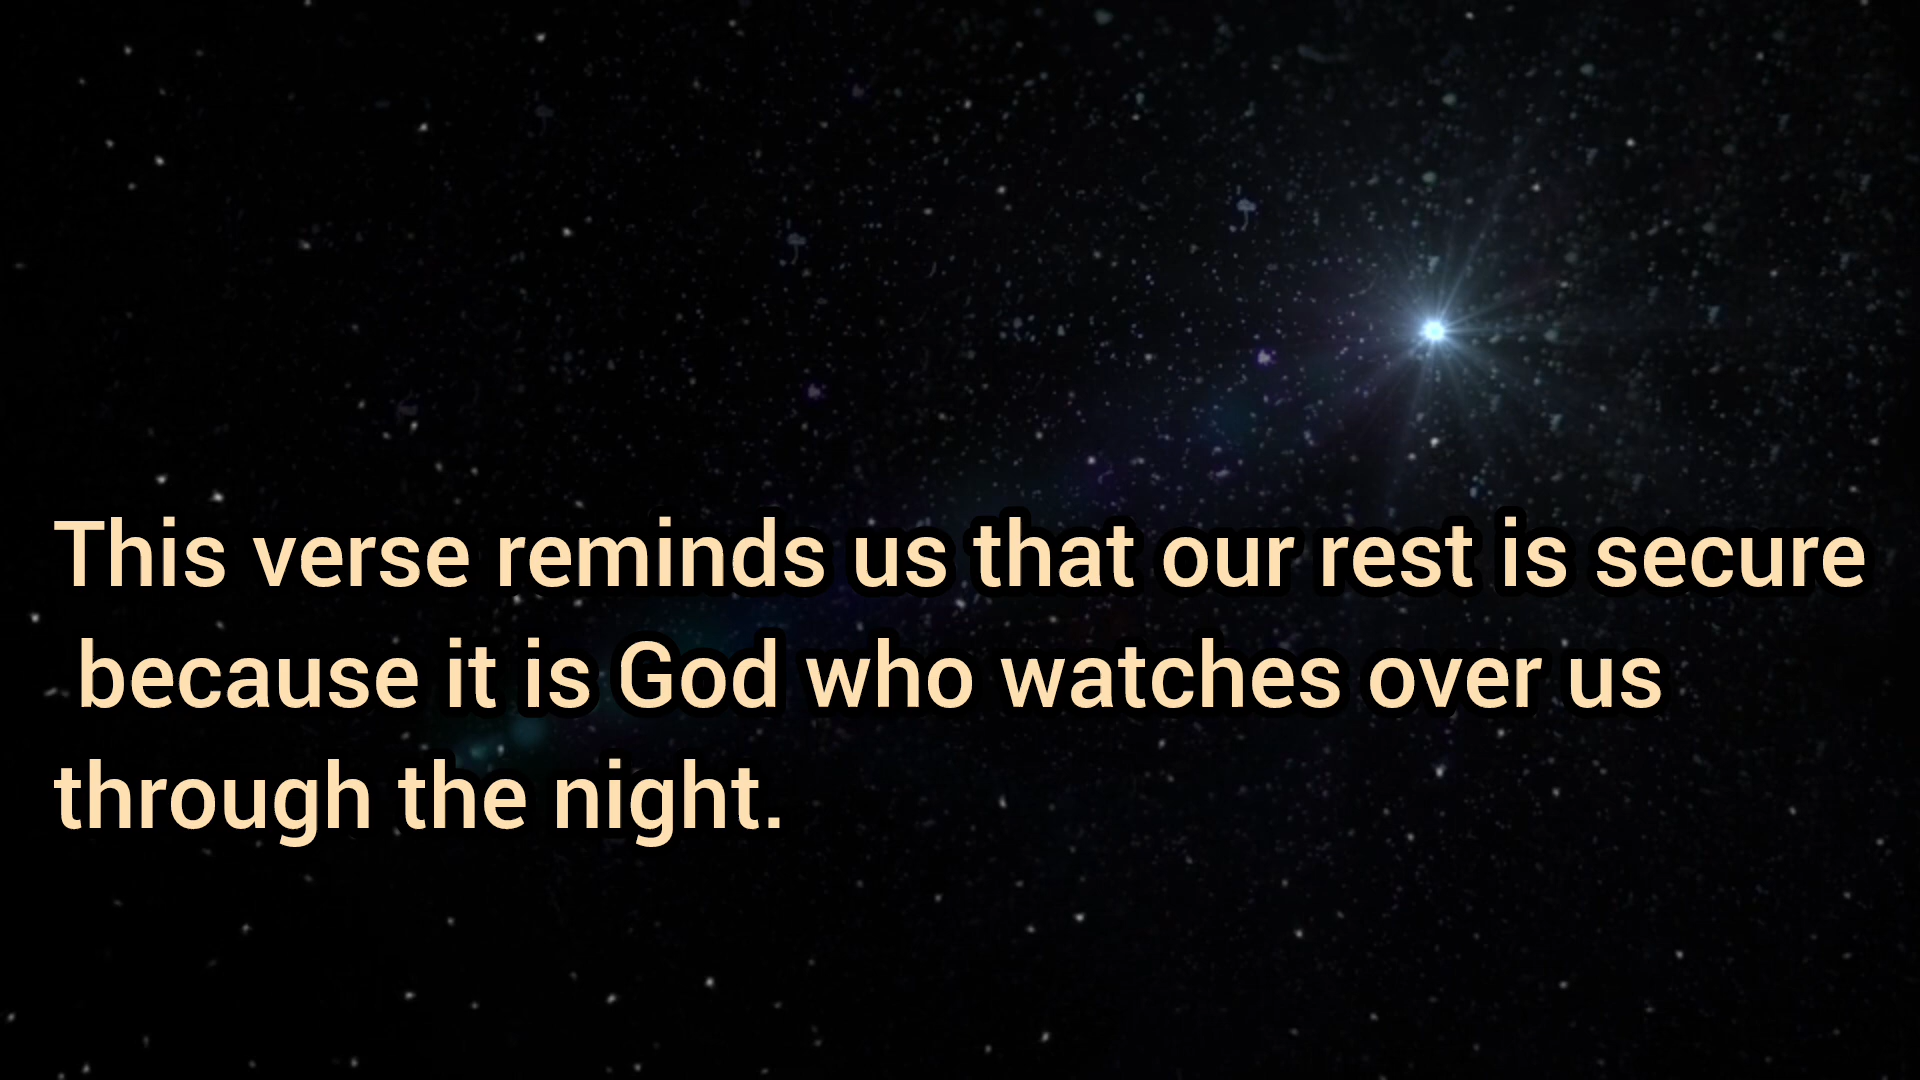 This verse reminds us that our rest is secure
because it is God who watches over us
through the night.